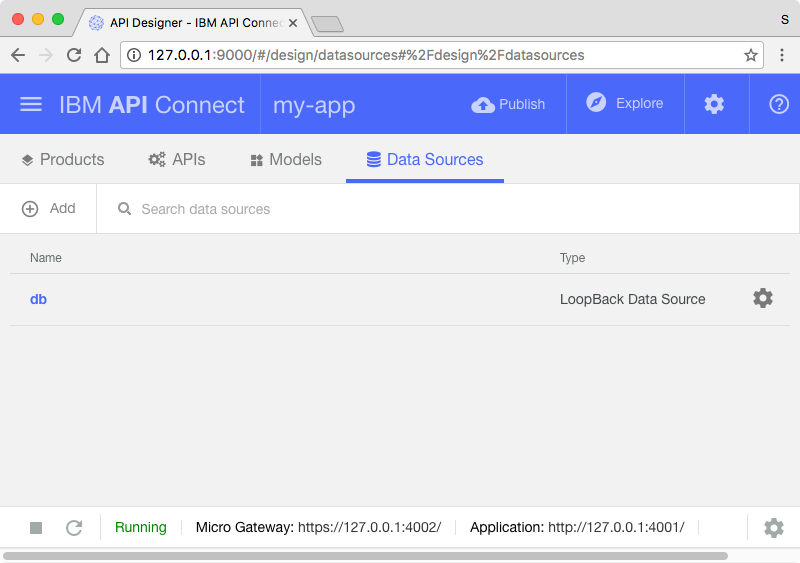 API Designer - IBM API Connec
S
127.0.0.1:9000/#/design/datasources#%2Fdesign%2Fdatasources
IBM API Connect my-app Publish Explore
Products APIs Models Data Sources
Add Search data sources
Name Type
db LoopBack Data Source
Running Micro Gateway: https://127.0.0.1:4002/ Application: http://127.0.0.1:4001/